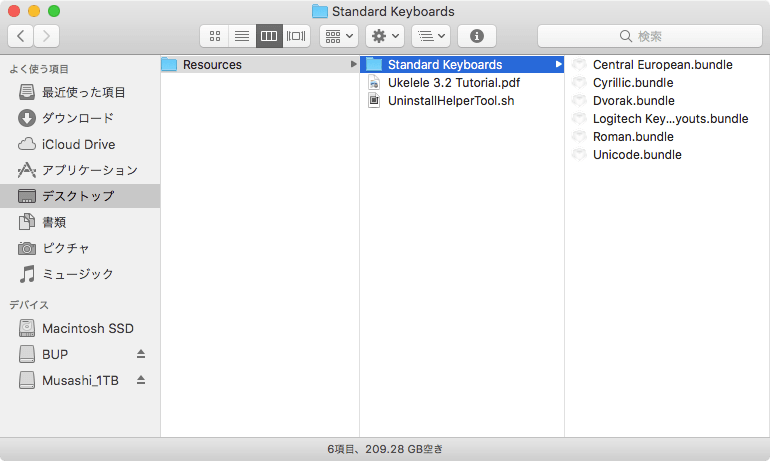 Standard Keyboards
検索
よく使う項目
最近使った項目
ダウンロード
iCloud Drive
アプリケーション
デスクトップ
書類
ピクチャ
ミュージック
デバイス
Macintosh SSD
BUP
Musashi_1TB
Resources
Standard Keyboards
Ukelele 3.2 Tutorial.pdf
UninstallHelperTool.sh
Central European.bundle
Cyrillic.bundle
Dvorak.bundle
Logitech Key...youts.bundle
Roman.bundle
Unicode.bundle
6項目、209.28 GB空き